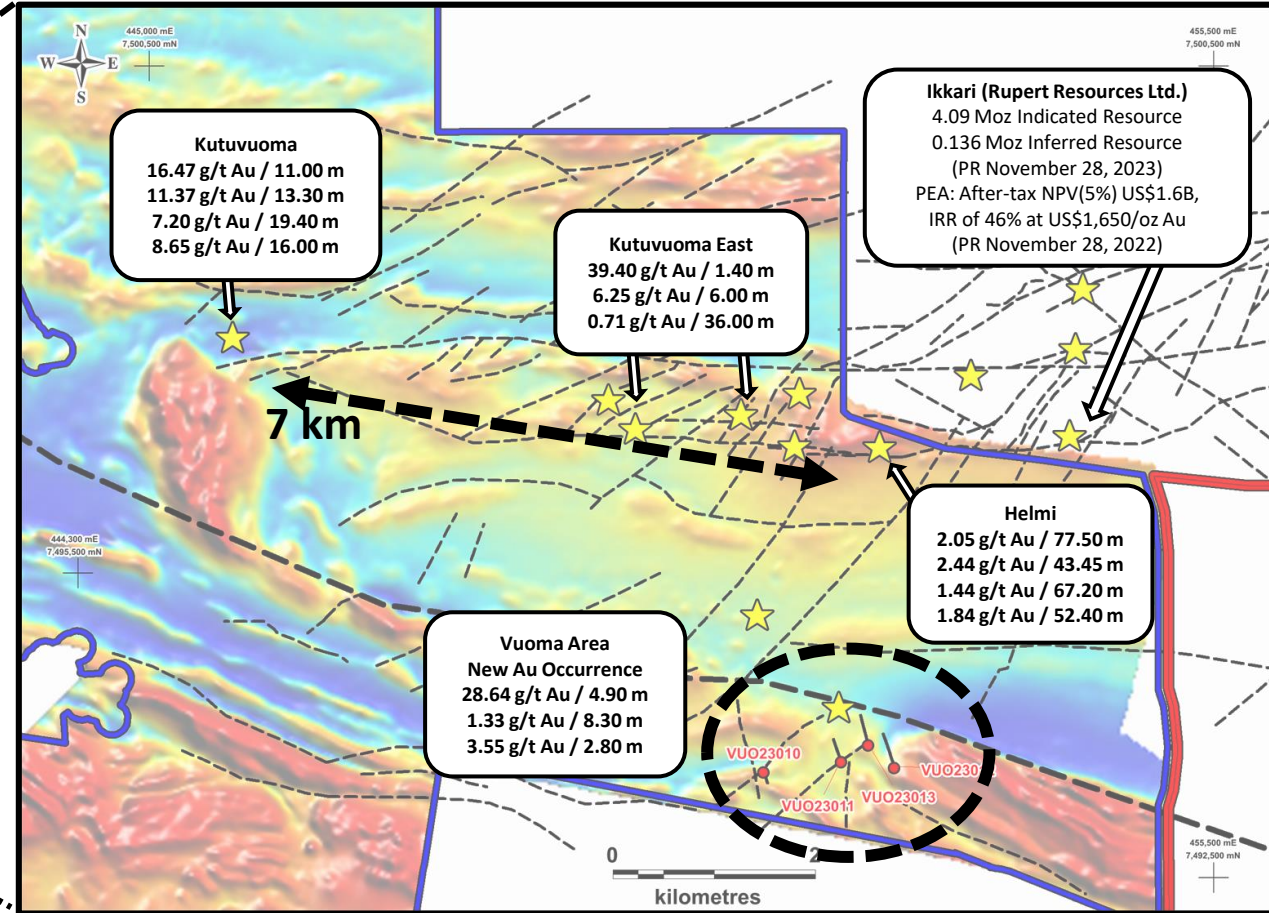 N
W E
S
445,000 mE
7,500,500 mN
455,500 mE
7,500,500 mN
Ikkari (Rupert Resources Ltd.)
4.09 Moz Indicated Resource
0.136 Moz Inferred Resource
(PR November 28, 2023)
PEA: After-tax NPV(5%) US$1.6B,
IRR of 46% at US$1,650/oz Au
(PR November 28, 2022)
Kutuvuoma
16.47 g/t Au / 11.00 m
11.37 g/t Au / 13.30 m
7.20 g/t Au / 19.40 m
8.65 g/t Au / 16.00 m
Kutuvuoma East
39.40 g/t Au / 1.40 m
6.25 g/t Au / 6.00 m
0.71 g/t Au / 36.00 m
7 km
Helmi
2.05 g/t Au / 77.50 m
2.44 g/t Au / 43.45 m
1.44 g/t Au / 67.20 m
1.84 g/t Au / 52.40 m
444,300 mE
7,495,500 mN
Vuoma Area
New Au Occurrence
28.64 g/t Au / 4.90 m
1.33 g/t Au / 8.30 m
3.55 g/t Au / 2.80 m
VUO23010
VUO23011
VUO23013
0 2
kilometres
455,500 mE
7,492,500 mN